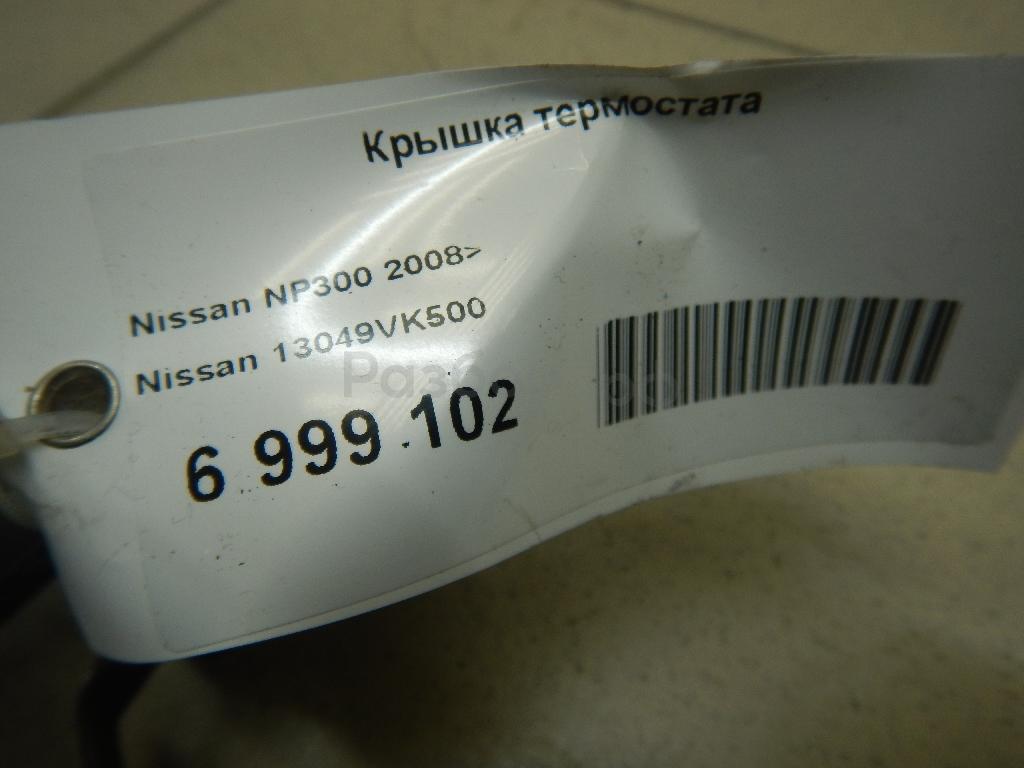 Крышка термостата
Nissan NP300 2008>
Nissan 13049VK500
6 999 102